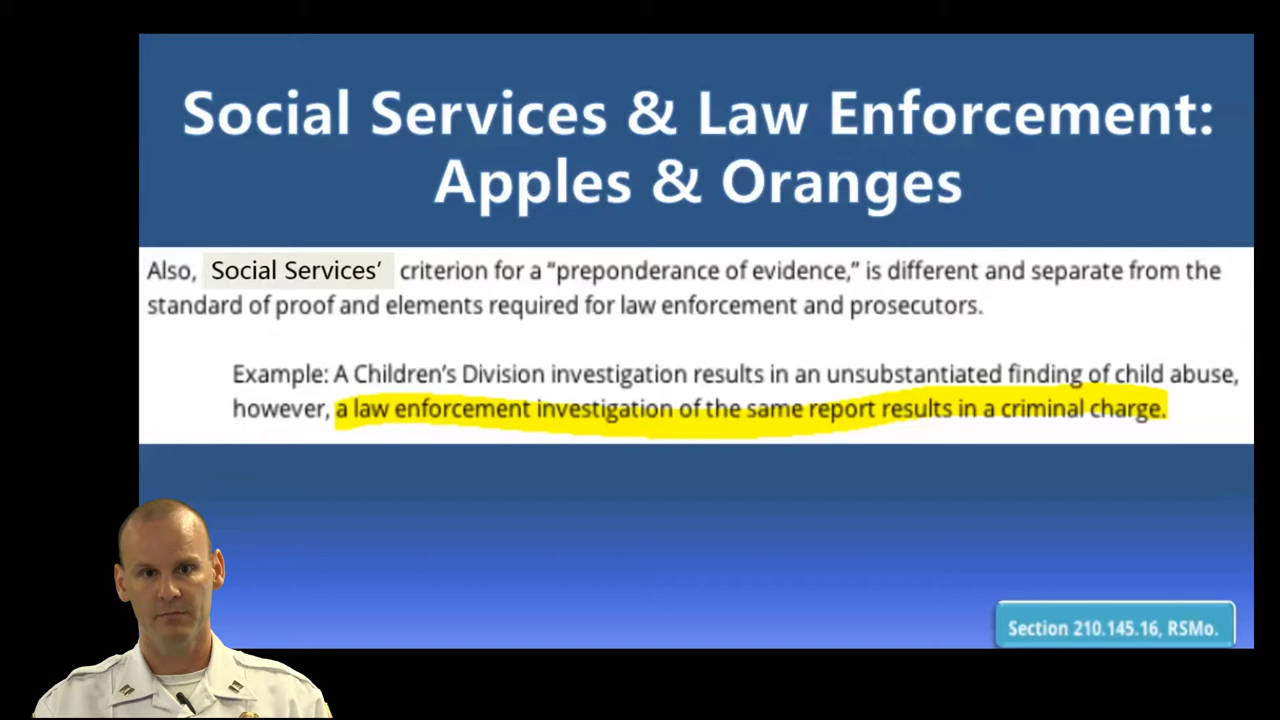 Social Services & Law Enforcement:
Apples & Oranges
Also, Social Services’ criterion for a “preponderance of evidence,” is different and separate from the
standard of proof and elements required for law enforcement and prosecutors.
Example: A Children’s Division investigation results in an unsubstantiated finding of child abuse,
however, a law enforcement investigation of the same report results in a criminal charge.
Section 210.145.16, RSMo.